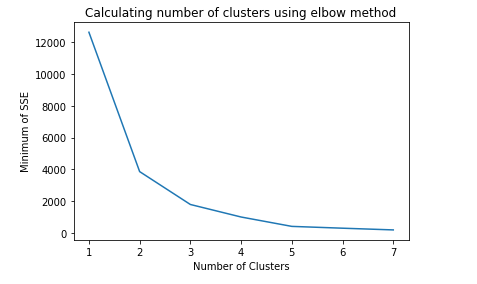 Calculating number of clusters using elbow method
12000
10000
8000
6000
4000
2000
0
Minimum of SSE
1 2 3 4 5 6 7
Number of Clusters